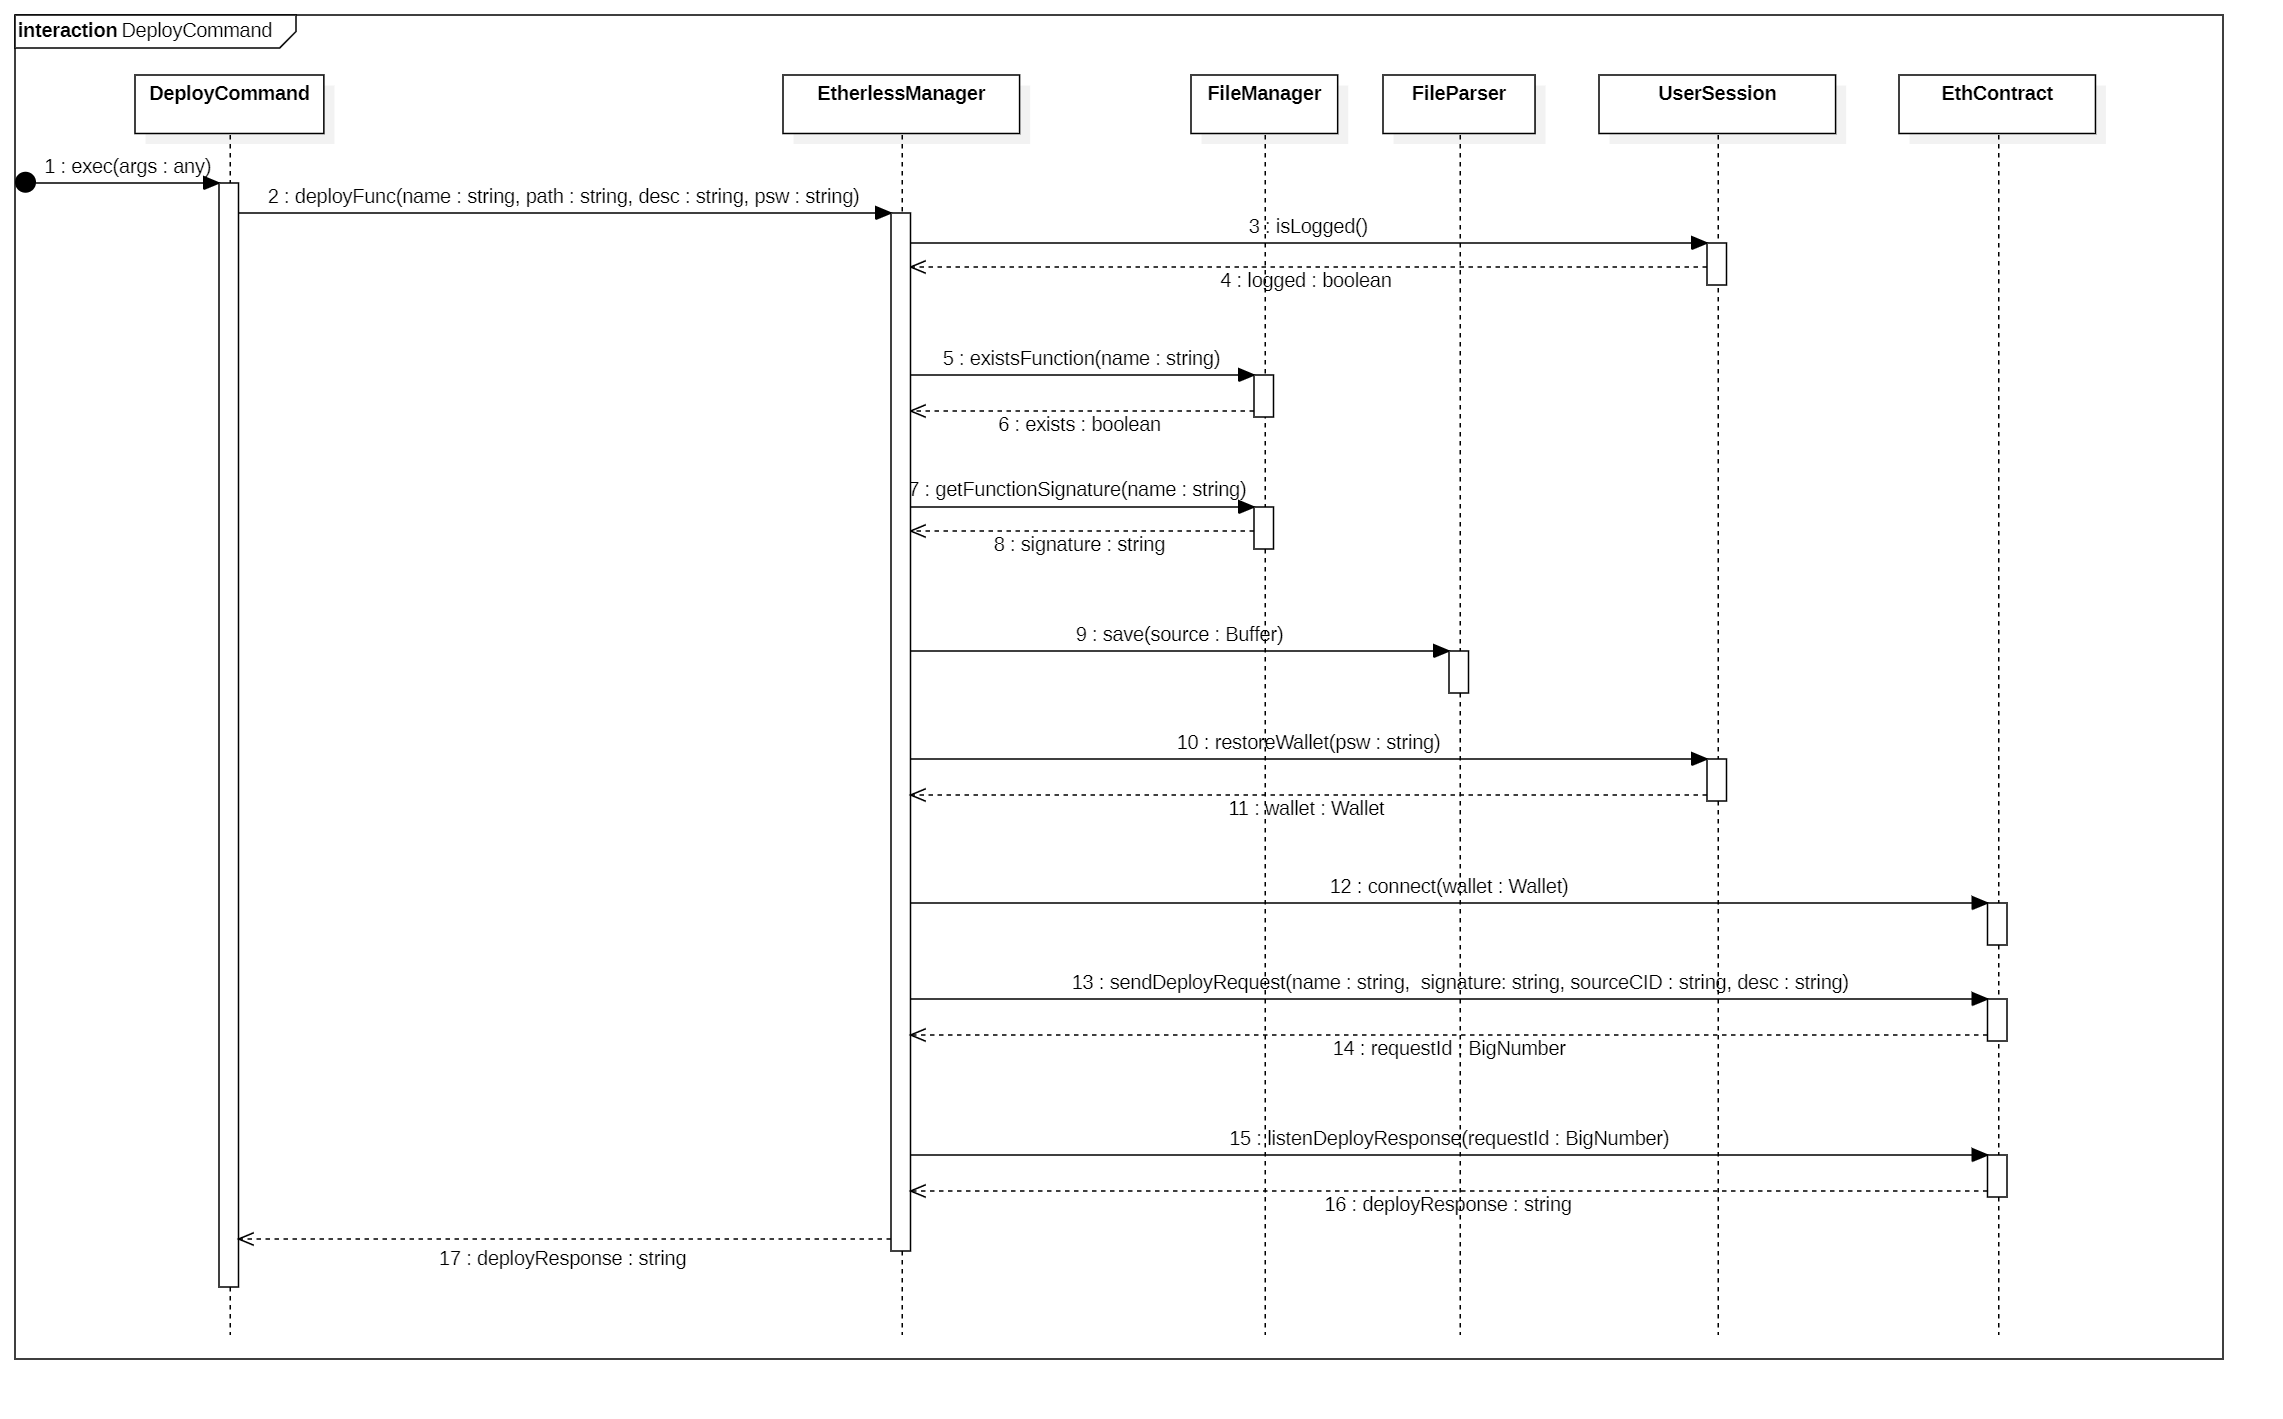 interaction DeployCommand
DeployCommand
EtherlessManager
FileManager
FileParser
UserSession
EthContract
1 : exec(args : any)
2 : deployFunc(name : string, path : string, desc : string, psw : string)
3 : isLogged()
4 : logged : boolean
5 : existsFunction(name : string)
6 : exists : boolean
7 : getFunctionSignature(name : string)
8 : signature : string
9 : save(source : Buffer)
10 : restoreWallet(psw : string)
11 : wallet : Wallet
12 : connect(wallet : Wallet)
13 : sendDeployRequest(name : string,  signature: string, sourceCID : string, desc : string)
14 : requestId : BigNumber
15 : listenDeployResponse(requestId : BigNumber)
16 : deployResponse : string
17 : deployResponse : string